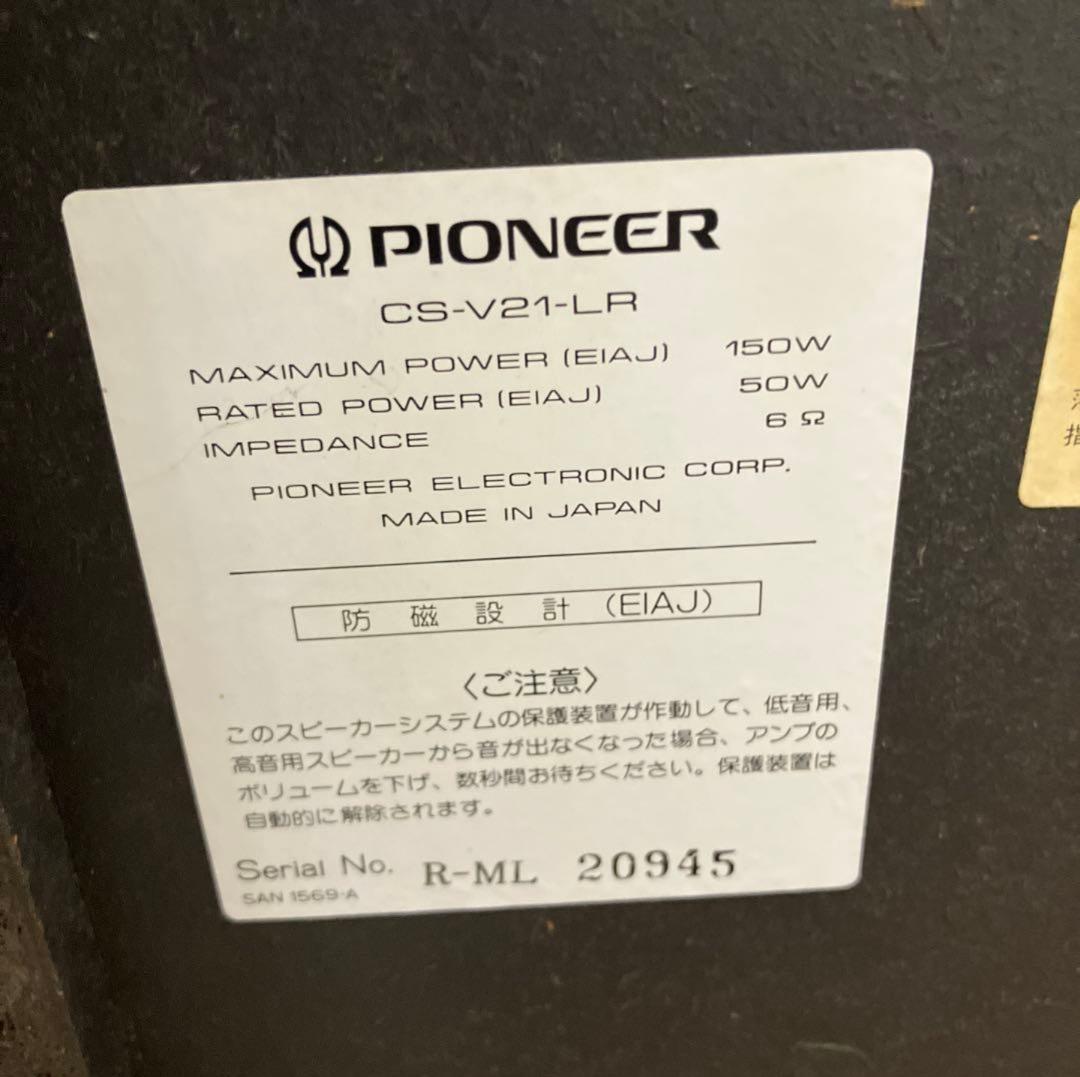 PIONEER
CS-V21-LR
MAXIMUM POWER (EIAJ) 150W
RATED POWER (EIAJ) 50W
IMPEDANCE 6 Ω
PIONEER ELECTRONIC CORP.
MADE IN JAPAN
防磁設計 (EIAJ)
〈ご注意〉
このスピーカーシステムの保護装置が作動して、低音用、
高音用スピーカーから音が出なくなった場合、アンプの
ボリュームを下げ、数秒間お待ちください。保護装置は
自動的に解除されます。
Serial No. R-ML 20945
SAN 1569-A